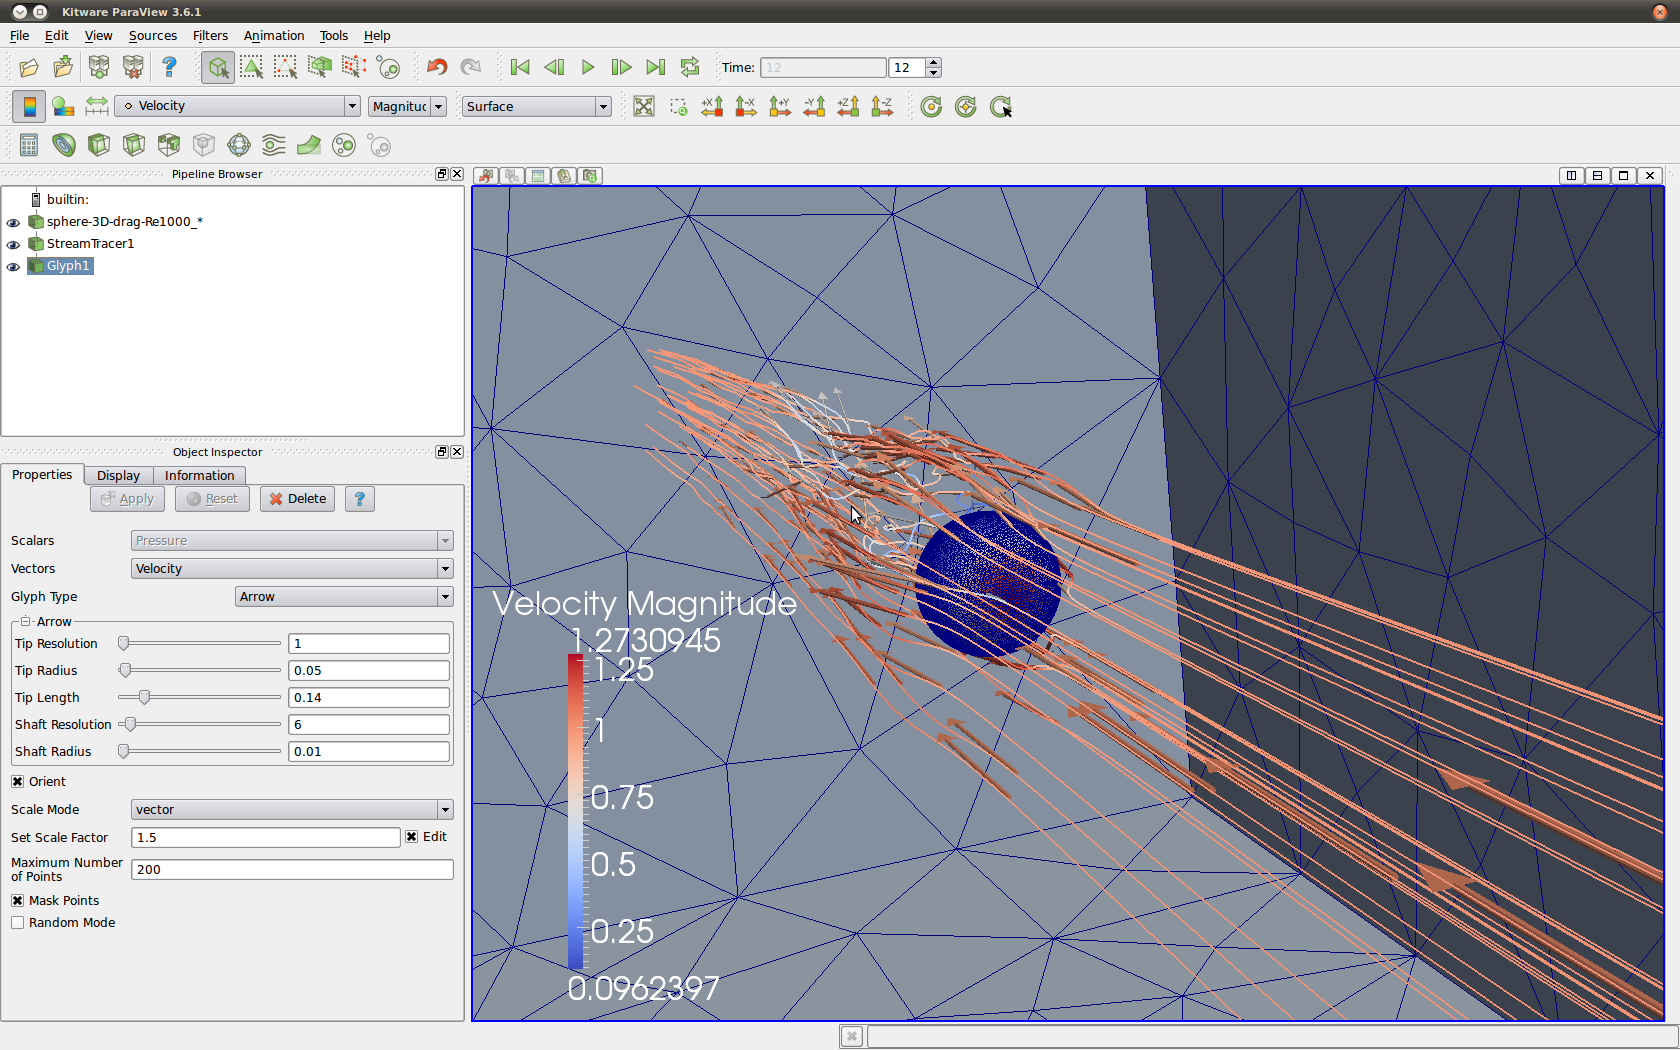 Kitware ParaView 3.6.1
File Edit View Sources Filters Animation Tools Help
? Time: 12 12
Velocity Magnituc Surface +X -X +Y -Y +Z -Z
Pipeline Browser
builtin:
sphere-3D-drag-Re1000_*
StreamTracer1
Glyph1
Object Inspector
Properties Display Information
Apply Reset Delete ?
Scalars Pressure
Vectors Velocity
Glyph Type Arrow
Arrow
Tip Resolution 1
Tip Radius 0.05
Tip Length 0.14
Shaft Resolution 6
Shaft Radius 0.01
Orient
Scale Mode vector
Set Scale Factor 1.5 Edit
Maximum Number
of Points 200
Mask Points
Random Mode
Velocity Magnitude
1.2730945
1.25
1
0.75
0.5
0.25
0.0962397